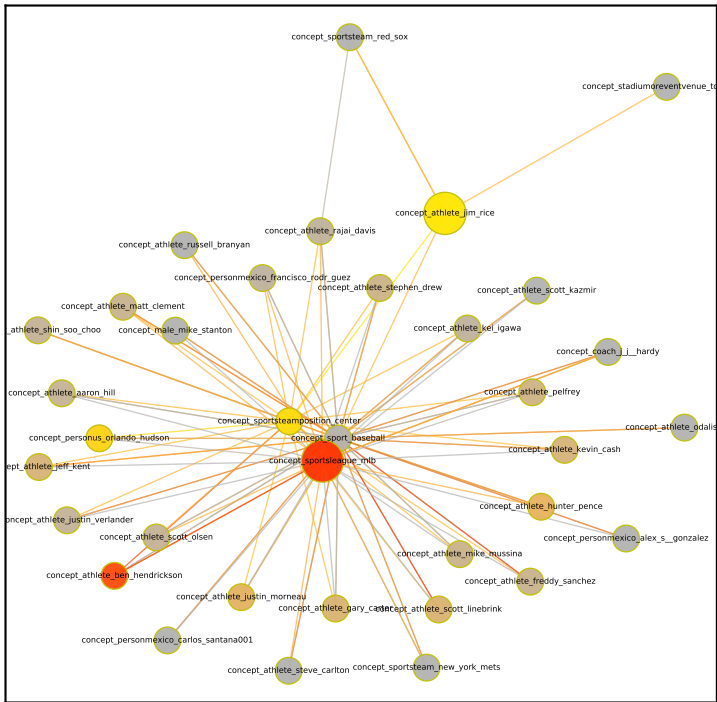 concept_sportsteam_red_sox
concept_stadiumoreventvenue_to
concept_athlete_jim_rice
concept_athlete_rajai_davis
concept_athlete_russell_branyan
concept_personmexico_francisco_rodr_guez
concept_athlete_stephen_drew
concept_athlete_scott_kazmir
concept_athlete_matt_clement
_athlete_shin_soo_choo
concept_male_mike_stanton
concept_athlete_kei_igawa
concept_coach_j_j__hardy
concept_athlete_aaron_hill
concept_athlete_pelfrey
concept_sportsteamposition_center
concept_athlete_odalis
concept_personus_orlando_hudson
concept_sport_baseball
concept_athlete_kevin_cash
concept_sportsleague_mlb
ept_athlete_jeff_kent
concept_athlete_hunter_pence
oncept_athlete_justin_verlander
concept_athlete_scott_olsen
concept_personmexico_alex_s__gonzalez
concept_athlete_mike_mussina
concept_athlete_ben_hendrickson
concept_athlete_freddy_sanchez
concept_athlete_justin_morneau
concept_athlete_gary_carter
concept_athlete_scott_linebrink
concept_personmexico_carlos_santana001
concept_athlete_steve_carlton
concept_sportsteam_new_york_mets